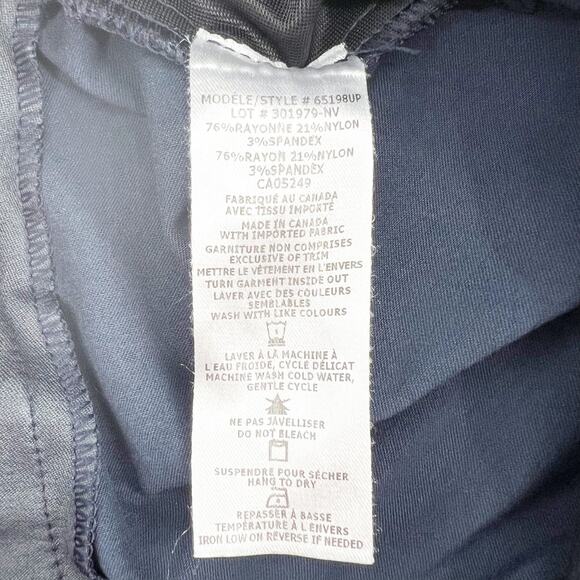 MODÈLE/STYLE # 65198UP
LOT # 301979-NV
76%RAYONNE 21%NYLON
3%SPANDEX
76%RAYON 21%NYLON
3%SPANDEX
CA05249
FABRIQUÉ AU CANADA
AVEC TISSU IMPORTÉ
MADE IN CANADA
WITH IMPORTED FABRIC
GARNITURE NON COMPRISES
EXCLUSIVE OF TRIM
METTRE LE VÊTEMENT EN L'ENVERS
TURN GARMENT INSIDE OUT
LAVER AVEC DES COULEURS
SEMBLABLES
WASH WITH LIKE COLOURS
LAVER À LA MACHINE À
L'EAU FROIDE, CYCLE DÉLICAT
MACHINE WASH COLD WATER,
GENTLE CYCLE
NE PAS JAVELLISER
DO NOT BLEACH
SUSPENDRE POUR SÉCHER
HANG TO DRY
REPASSER À BASSE
TEMPÉRATURE À L'ENVERS
IRON LOW ON REVERSE IF NEEDED